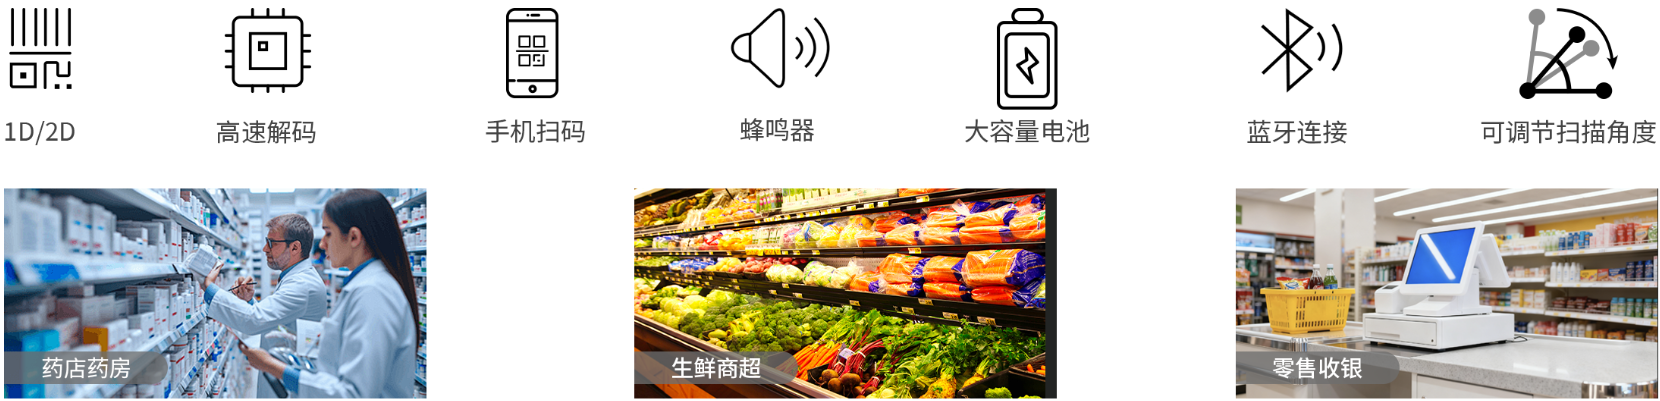 1D/2D
高速解码
手机扫码
蜂鸣器
大容量电池
蓝牙连接
可调节扫描角度
药店药房
生鲜商超
零售收银